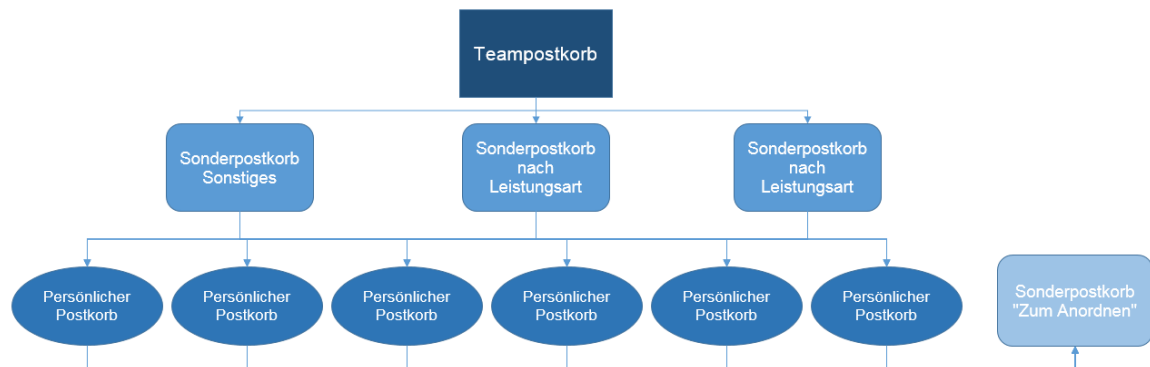 Teampostkorb
Sonderpostkorb
Sonstiges
Sonderpostkorb
nach
Leistungsart
Sonderpostkorb
nach
Leistungsart
Persönlicher
Postkorb
Persönlicher
Postkorb
Persönlicher
Postkorb
Persönlicher
Postkorb
Persönlicher
Postkorb
Persönlicher
Postkorb
Sonderpostkorb
"Zum Anordnen"